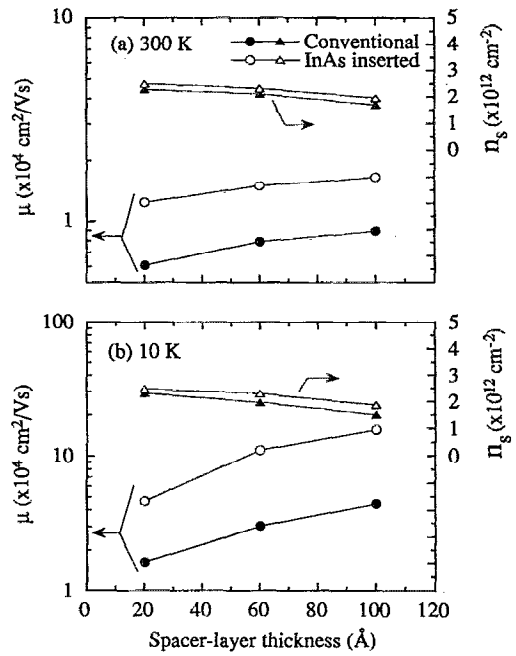 (a) 300 K
Conventional
InAs inserted
10
1
μ (x10⁴ cm²/Vs)
5
4
3
2
1
0
nₛ (x10¹² cm⁻²)
(b) 10 K
100
10
1
μ (x10⁴ cm²/Vs)
5
4
3
2
1
0
nₛ (x10¹² cm⁻²)
0 20 40 60 80 100 120
Spacer-layer thickness (Å)